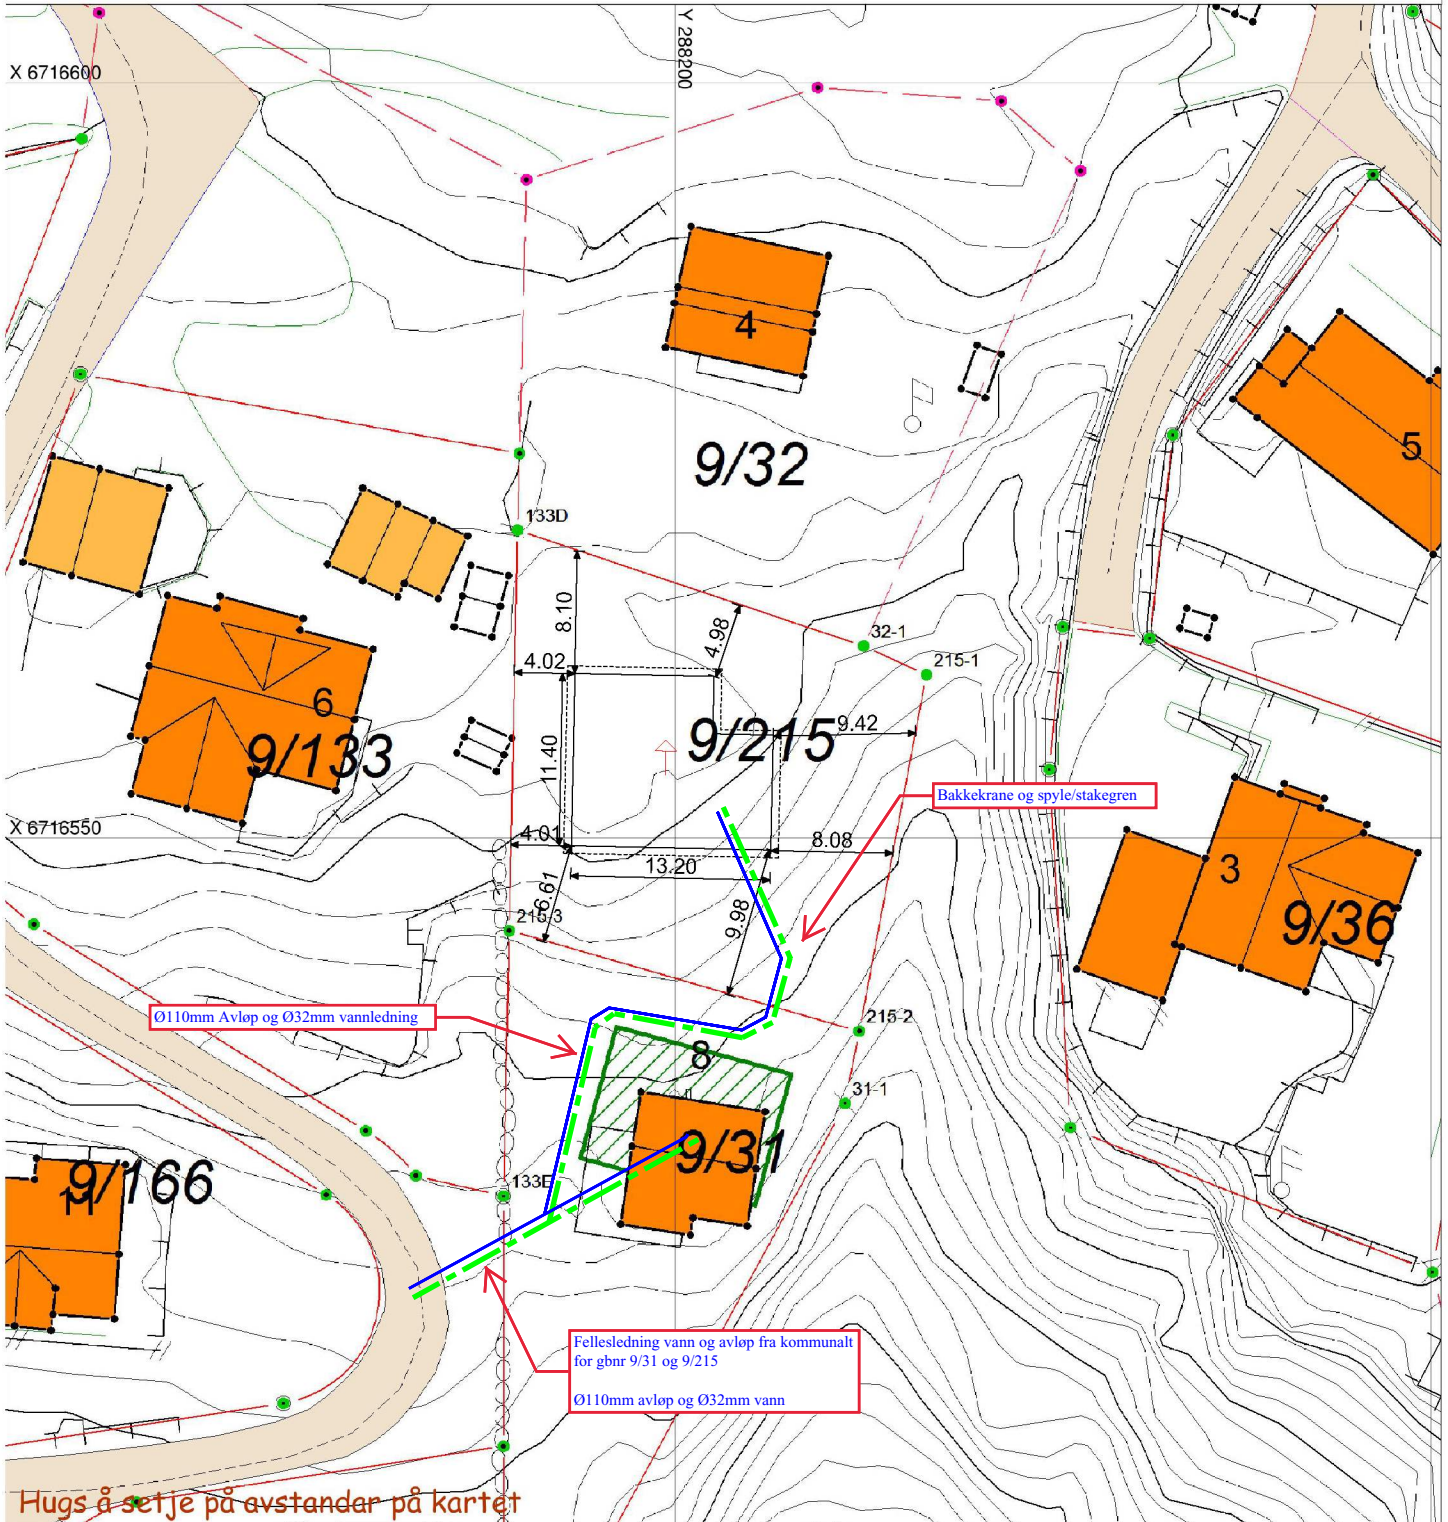 Y 288200
X 6716600
4
5
9/32
133D
8.10
4.98
32-1
4.02
215-1
6
9/133
9/215
9.42
11.40
Bakkekrane og spyle/stakegren
X 6716550
4.01
8.08
13.20
3
6.61
9.98
215-3
9/36
Ø110mm Avløp og Ø32mm vannledning
215-2
8
31-1
9/31
9/166
11
133E
Fellesledning vann og avløp fra kommunalt
for gbnr 9/31 og 9/215
Ø110mm avløp og Ø32mm vann
Hugs å setje på avstandar på kartet